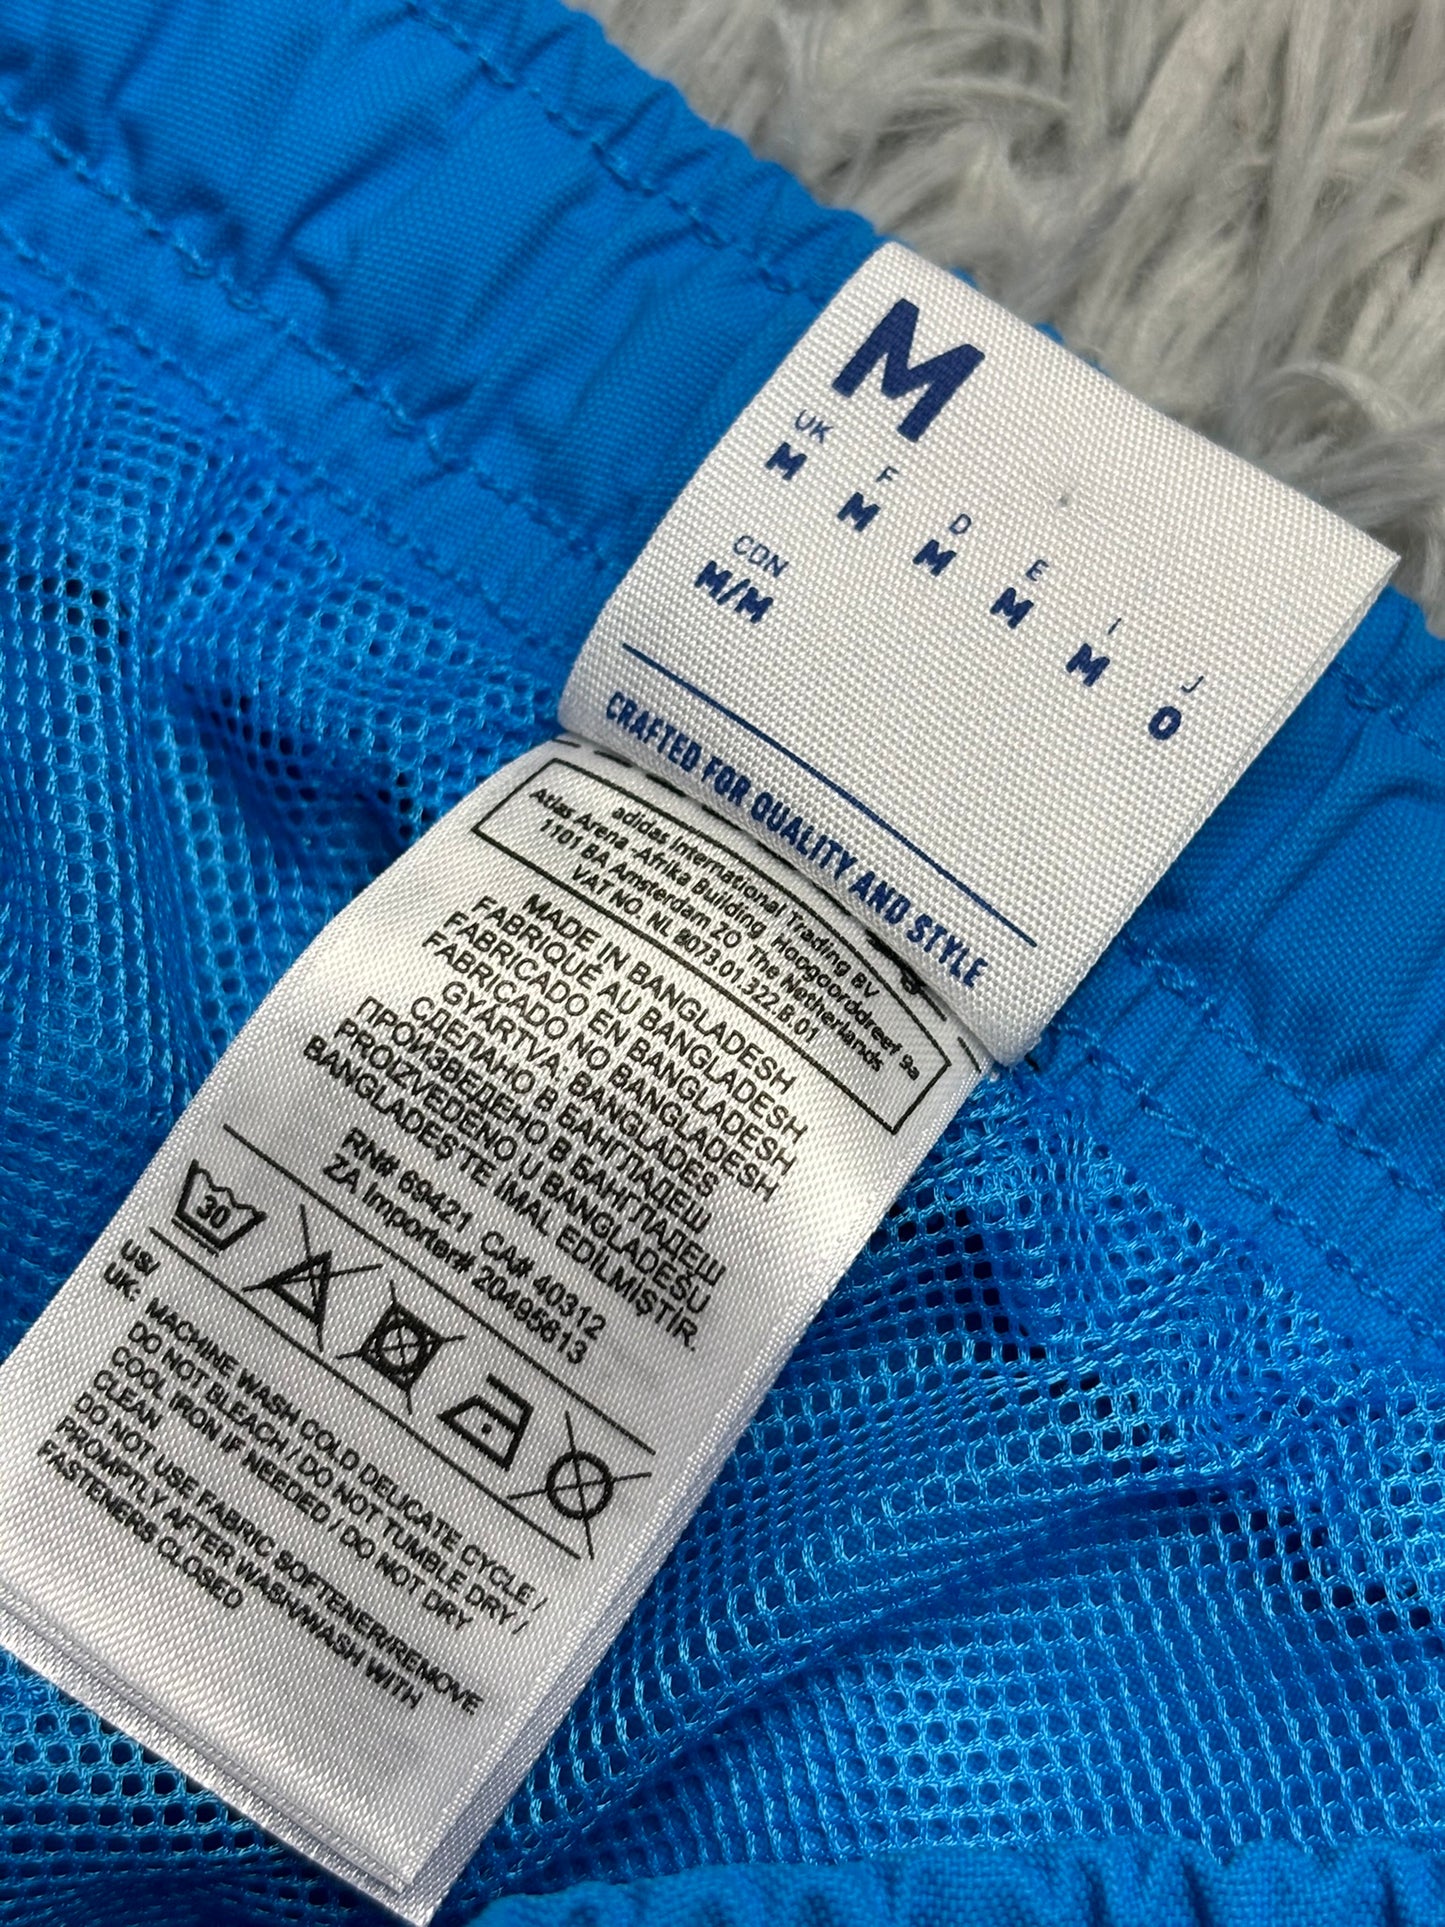 M
UK F D E I J
M M M M M O
CDN
M/M
CRAFTED FOR QUALITY AND STYLE
adidas International Trading BV
Atlas Arena -Afrika Building Hoogoorddreef 9a
1101 BA Amsterdam ZO The Netherlands
VAT NO. NL 8073.01.322.B.01
MADE IN BANGLADESH
FABRIQUÉ AU BANGLADESH
FABRICADO EN BANGLADESH
FABRICADO NO BANGLADESH
GYÁRTVA: BANGLADES
СДЕЛАНО В БАНГЛАДЕШ
ПРОИЗВЕДЕНО В БАНГЛАДЕШ
PROIZVEDENO U BANGLADEŠU
BANGLADEŞ'TE İMAL EDİLMİŞTİR.
RN# 69421 CA# 40312
ZA Importer# 20495613
30
US/
UK: MACHINE WASH COLD DELICATE CYCLE /
DO NOT BLEACH / DO NOT TUMBLE DRY /
COOL IRON IF NEEDED / DO NOT DRY
CLEAN
DO NOT USE FABRIC SOFTENER/REMOVE
PROMPTLY AFTER WASH/WASH WITH
FASTENERS CLOSED